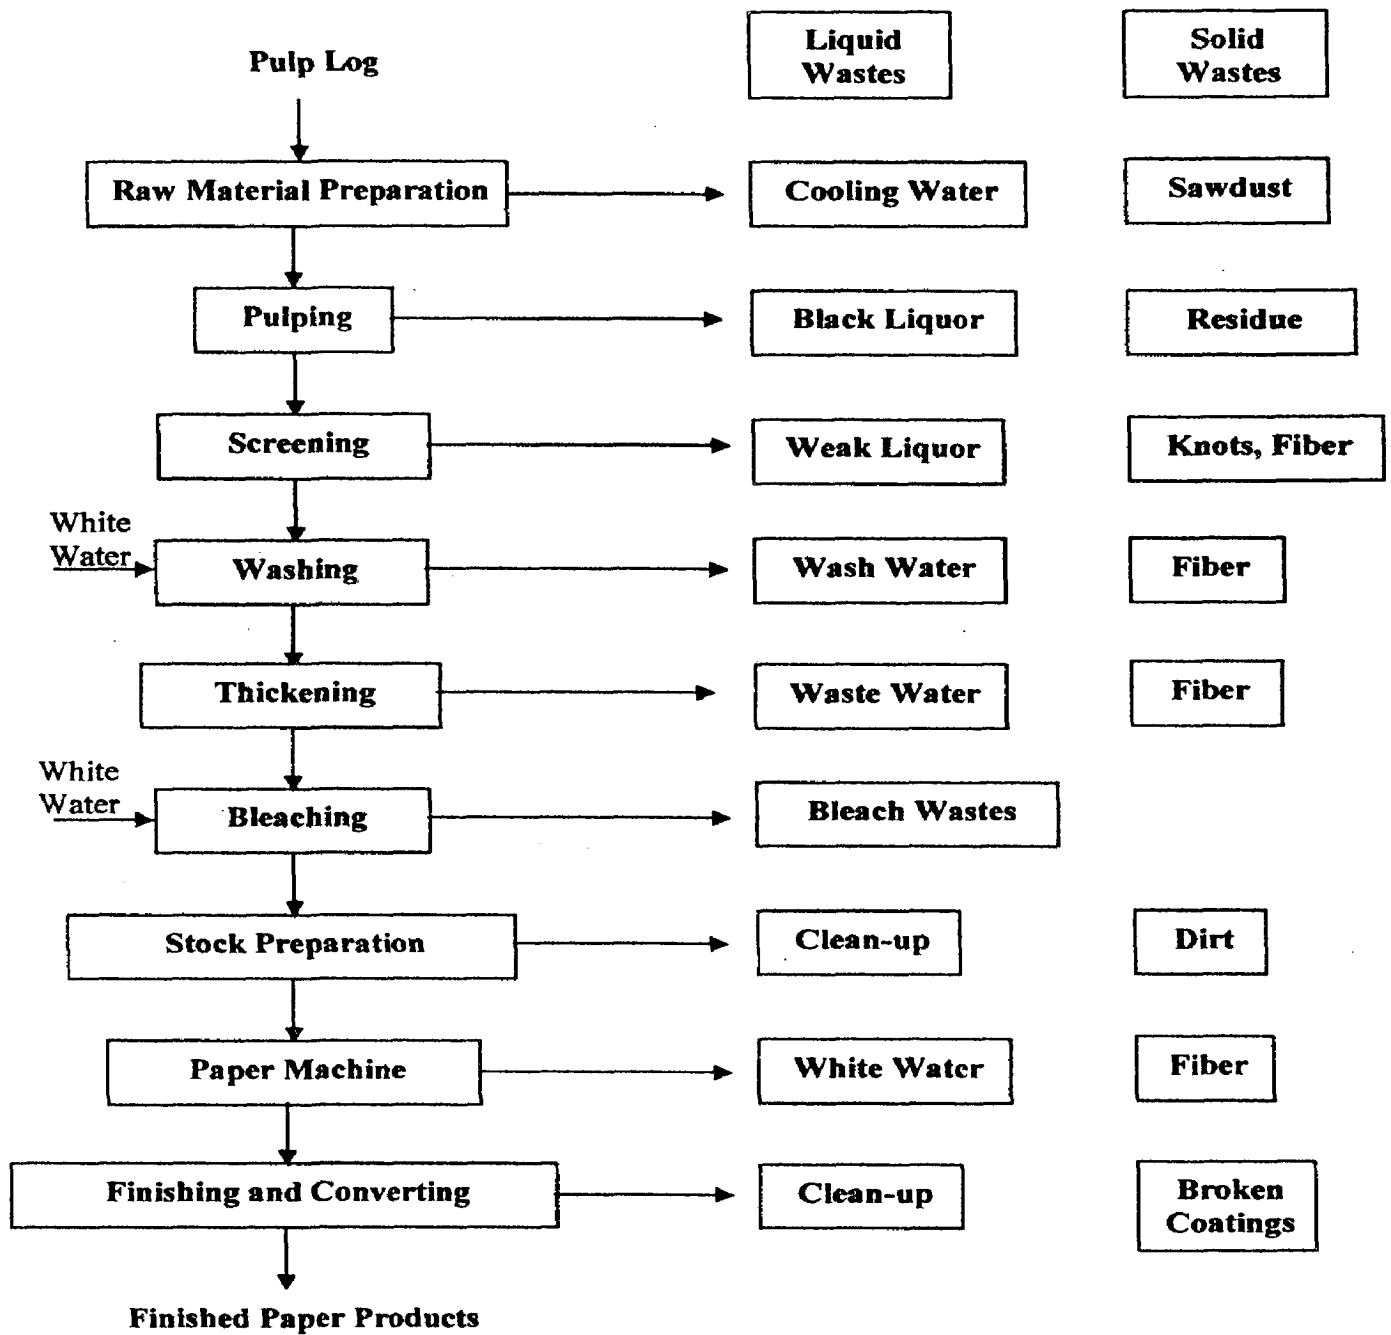 Pulp Log
Liquid
Wastes
Solid
Wastes
Raw Material Preparation
Cooling Water
Sawdust
Pulping
Black Liquor
Residue
Screening
Weak Liquor
Knots, Fiber
White
Water
Washing
Wash Water
Fiber
Thickening
Waste Water
Fiber
White
Water
Bleaching
Bleach Wastes
Stock Preparation
Clean-up
Dirt
Paper Machine
White Water
Fiber
Finishing and Converting
Clean-up
Broken
Coatings
Finished Paper Products